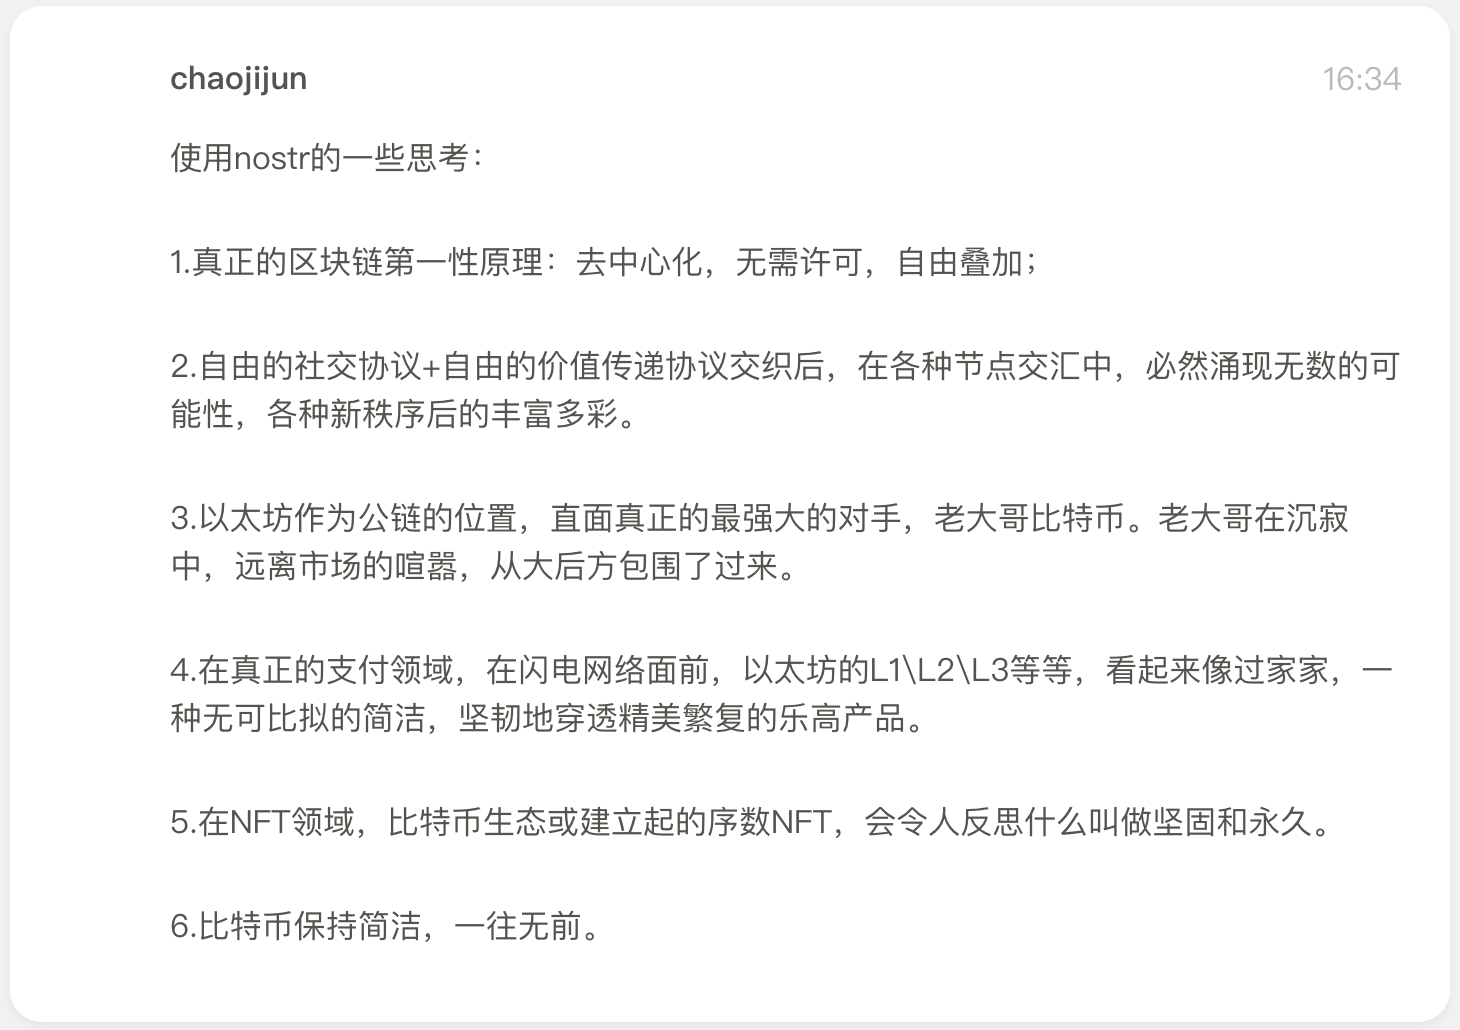 chaojijun
16:34
使用nostr的一些思考：
1.真正的区块链第一性原理：去中心化，无需许可，自由叠加；
2.自由的社交协议+自由的价值传递协议交织后，在各种节点交汇中，必然涌现无数的可
能性，各种新秩序后的丰富多彩。
3.以太坊作为公链的位置，直面真正的最强大的对手，老大哥比特币。老大哥在沉寂
中，远离市场的喧嚣，从大后方包围了过来。
4.在真正的支付领域，在闪电网络面前，以太坊的L1\L2\L3等等，看起来像过家家，一
种无可比拟的简洁，坚韧地穿透精美繁复的乐高产品。
5.在NFT领域，比特币生态或建立起的序数NFT，会令人反思什么叫做坚固和永久。
6.比特币保持简洁，一往无前。